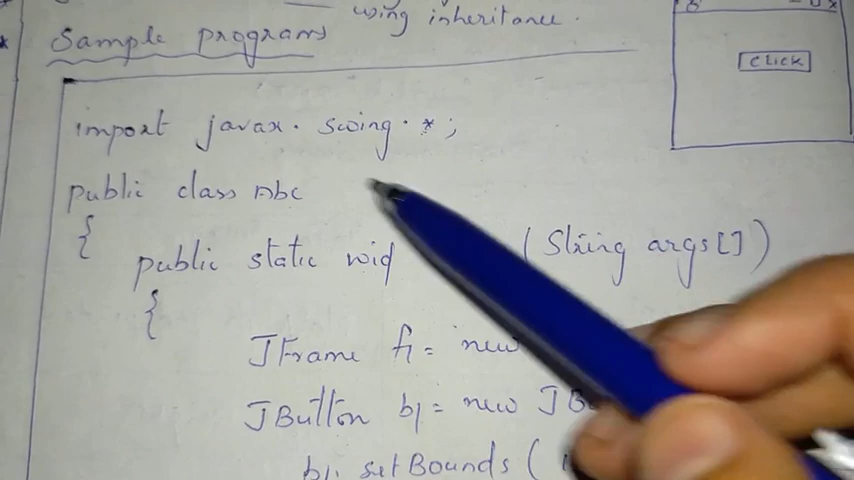 using inheritance.
Sample programs
CLICK
import javax.swing.*;
public class Abc
{
public static void (String args[])
{
JFrame f1 = new
JButton b1 = new JB
b1. setBounds (